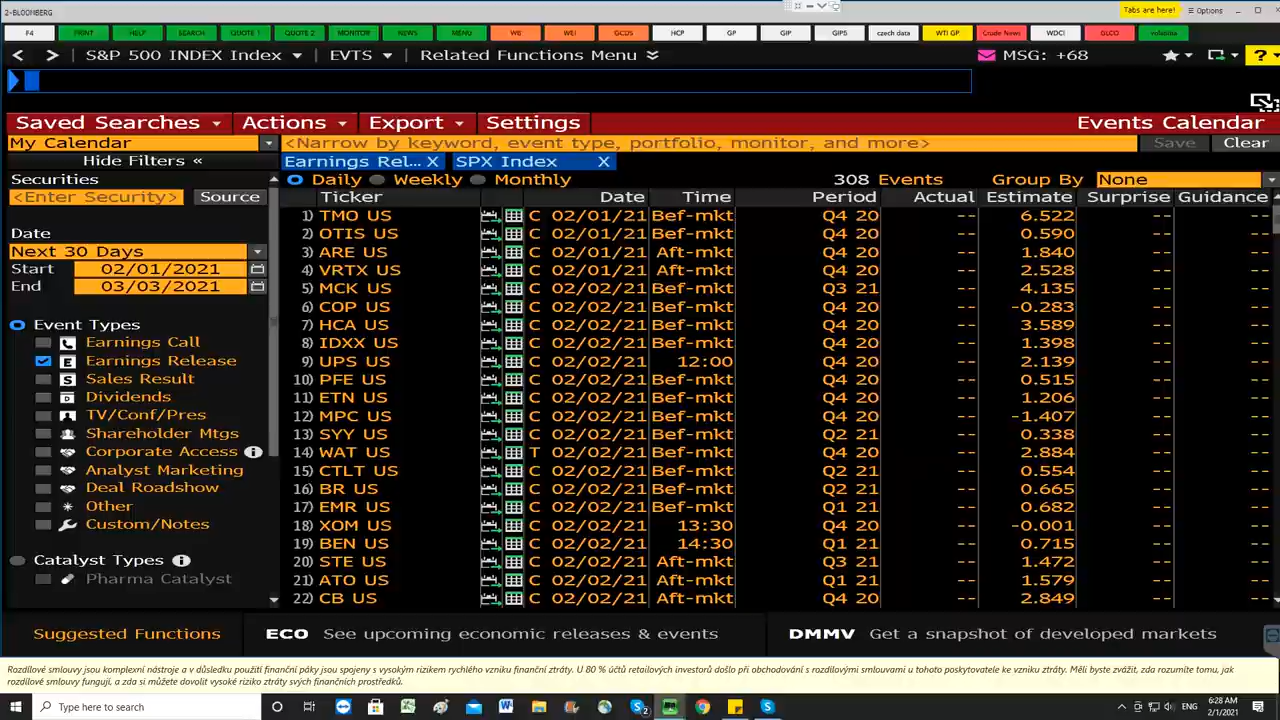 2-BLOOMBERG
Tabs are here!
Options
F4 PRINT HELP SEARCH QUOTE 1 QUOTE 2 MONITOR NEWS MENU WB WEI GCDS HCP GP GIP GIPS czech data WTI GP Crude News WDCI GLCO volatilita
S&P 500 INDEX Index EVTS Related Functions Menu MSG: +68 ?
Saved Searches Actions Export Settings Events Calendar
My Calendar <Narrow by keyword, event type, portfolio, monitor, and more> Save Clear
Hide Filters « Earnings Rel... X SPX Index X
Securities Daily Weekly Monthly 308 Events Group By None
<Enter Security> Source Ticker Date Time Period Actual Estimate Surprise Guidance
1) TMO US C 02/01/21 Bef-mkt Q4 20 -- 6.522 -- --
Date 2) OTIS US C 02/01/21 Bef-mkt Q4 20 -- 0.590 -- --
Next 30 Days 3) ARE US C 02/01/21 Aft-mkt Q4 20 -- 1.840 -- --
Start 02/01/2021 4) VRTX US C 02/01/21 Aft-mkt Q4 20 -- 2.528 -- --
End 03/03/2021 5) MCK US C 02/02/21 Bef-mkt Q3 21 -- 4.135 -- --
6) COP US C 02/02/21 Bef-mkt Q4 20 -- -0.283 -- --
Event Types 7) HCA US C 02/02/21 Bef-mkt Q4 20 -- 3.589 -- --
Earnings Call 8) IDXX US C 02/02/21 Bef-mkt Q4 20 -- 1.398 -- --
E Earnings Release 9) UPS US C 02/02/21 12:00 Q4 20 -- 2.139 -- --
S Sales Result 10) PFE US C 02/02/21 Bef-mkt Q4 20 -- 0.515 -- --
D Dividends 11) ETN US C 02/02/21 Bef-mkt Q4 20 -- 1.206 -- --
TV/Conf/Pres 12) MPC US C 02/02/21 Bef-mkt Q4 20 -- -1.407 -- --
Shareholder Mtgs 13) SYY US C 02/02/21 Bef-mkt Q2 21 -- 0.338 -- --
Corporate Access 14) WAT US T 02/02/21 Bef-mkt Q4 20 -- 2.884 -- --
Analyst Marketing 15) CTLT US C 02/02/21 Bef-mkt Q2 21 -- 0.554 -- --
Deal Roadshow 16) BR US C 02/02/21 Bef-mkt Q2 21 -- 0.665 -- --
Other 17) EMR US C 02/02/21 Bef-mkt Q1 21 -- 0.682 -- --
Custom/Notes 18) XOM US C 02/02/21 13:30 Q4 20 -- -0.001 -- --
19) BEN US C 02/02/21 14:30 Q1 21 -- 0.715 -- --
Catalyst Types 20) STE US C 02/02/21 Aft-mkt Q3 21 -- 1.472 -- --
Pharma Catalyst 21) ATO US C 02/02/21 Aft-mkt Q1 21 -- 1.579 -- --
22) CB US C 02/02/21 Aft-mkt Q4 20 -- 2.849 -- --
Suggested Functions ECO See upcoming economic releases & events DMMV Get a snapshot of developed markets
Rozdílové smlouvy jsou komplexní nástroje a v důsledku použití finanční páky jsou spojeny s vysokým rizikem rychlého vzniku finanční ztráty. U 80 % účtů retailových investorů došlo při obchodování s rozdílovými smlouvami u tohoto poskytovatele ke vzniku ztráty. Měli byste zvážit, zda rozumíte tomu, jak
rozdílové smlouvy fungují, a zda si můžete dovolit vysoké riziko ztráty svých finančních prostředků.
Type here to search ENG 6:28 AM
2/1/2021